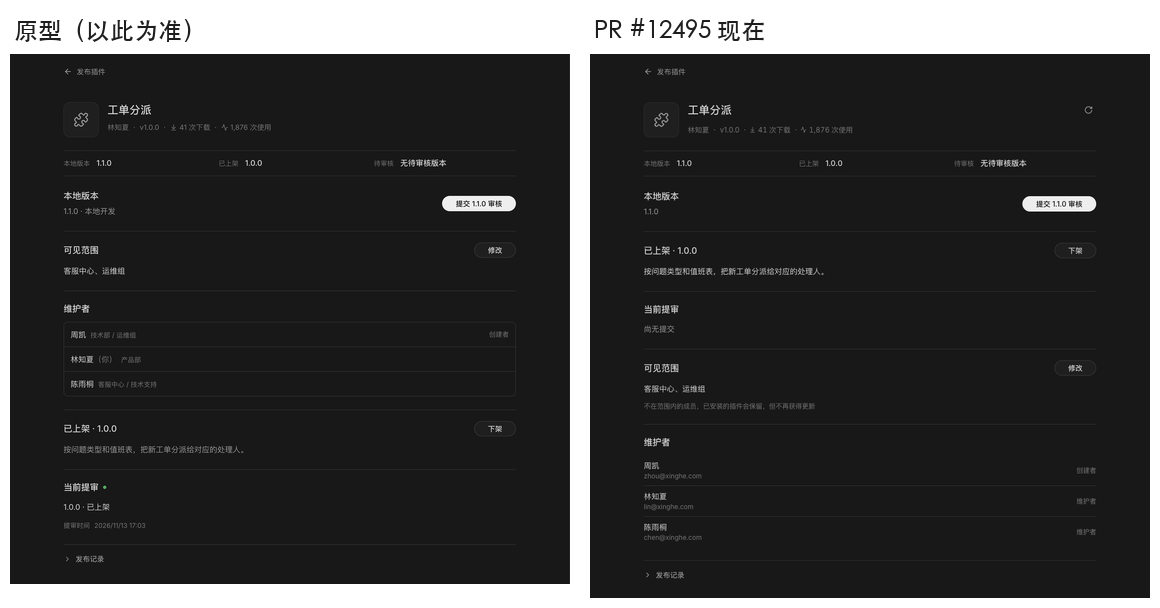 原型（以此为准）
发布插件
工单分派
林知夏 · v1.0.0 · 41 次下载 · 1,876 次使用
本地版本 1.1.0 已上架 1.0.0 待审核 无待审核版本
本地版本
1.1.0 · 本地开发
提交 1.1.0 审核
可见范围
修改
客服中心、运维组
维护者
周凯 技术部 / 运维组 创建者
林知夏（你） 产品部
陈雨桐 客服中心 / 技术支持
已上架 · 1.0.0
下架
按问题类型和值班表，把新工单分派给对应的处理人。
当前提审
1.0.0 · 已上架
提审时间 2026/11/13 17:03
发布记录
PR #12495 现在
发布插件
工单分派
林知夏 · v1.0.0 · 41 次下载 · 1,876 次使用
本地版本 1.1.0 已上架 1.0.0 待审核 无待审核版本
本地版本
1.1.0
提交 1.1.0 审核
已上架 · 1.0.0
下架
按问题类型和值班表，把新工单分派给对应的处理人。
当前提审
尚无提交
可见范围
修改
客服中心、运维组
不在范围内的成员，已安装的插件会保留，但不再获得更新
维护者
周凯
zhou@xinghe.com
创建者
林知夏
lin@xinghe.com
维护者
陈雨桐
chen@xinghe.com
维护者
发布记录